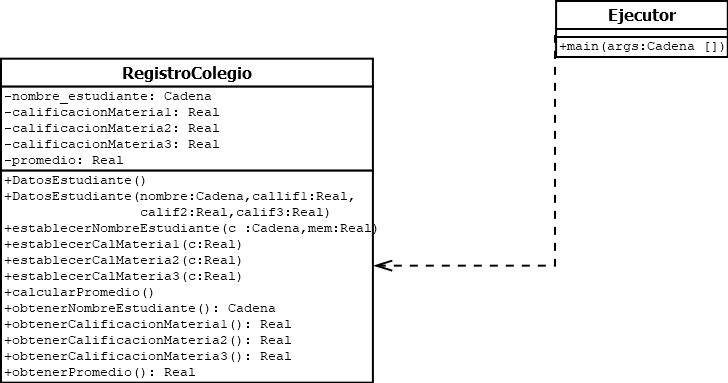 Ejecutor
+main(args:Cadena [])
RegistroColegio
-nombre_estudiante: Cadena
-calificacionMateria1: Real
-calificacionMateria2: Real
-calificacionMateria3: Real
-promedio: Real
+DatosEstudiante()
+DatosEstudiante(nombre:Cadena,callif1:Real,
calif2:Real,calif3:Real)
+establecerNombreEstudiante(c :Cadena,mem:Real)
+establecerCalMateria1(c:Real)
+establecerCalMateria2(c:Real)
+establecerCalMateria3(c:Real)
+calcularPromedio()
+obtenerNombreEstudiante(): Cadena
+obtenerCalificacionMateria1(): Real
+obtenerCalificacionMateria2(): Real
+obtenerCalificacionMateria3(): Real
+obtenerPromedio(): Real